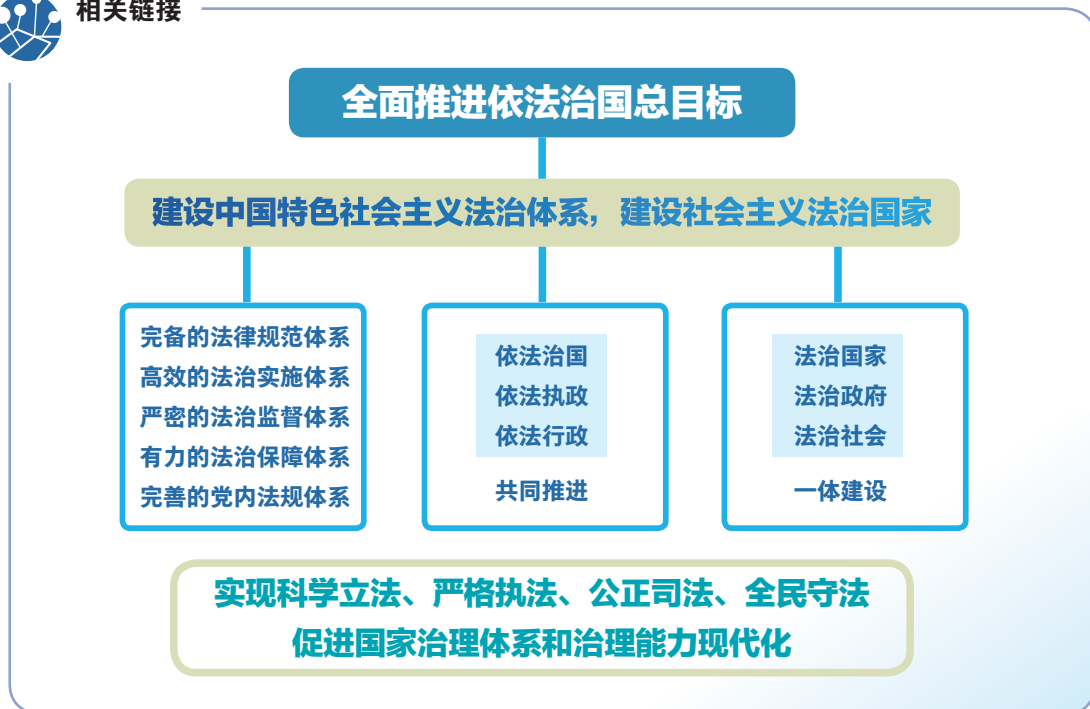 相关链接
全面推进依法治国总目标
建设中国特色社会主义法治体系，建设社会主义法治国家
完备的法律规范体系
高效的法治实施体系
严密的法治监督体系
有力的法治保障体系
完善的党内法规体系
依法治国
依法执政
依法行政
共同推进
法治国家
法治政府
法治社会
一体建设
实现科学立法、严格执法、公正司法、全民守法
促进国家治理体系和治理能力现代化